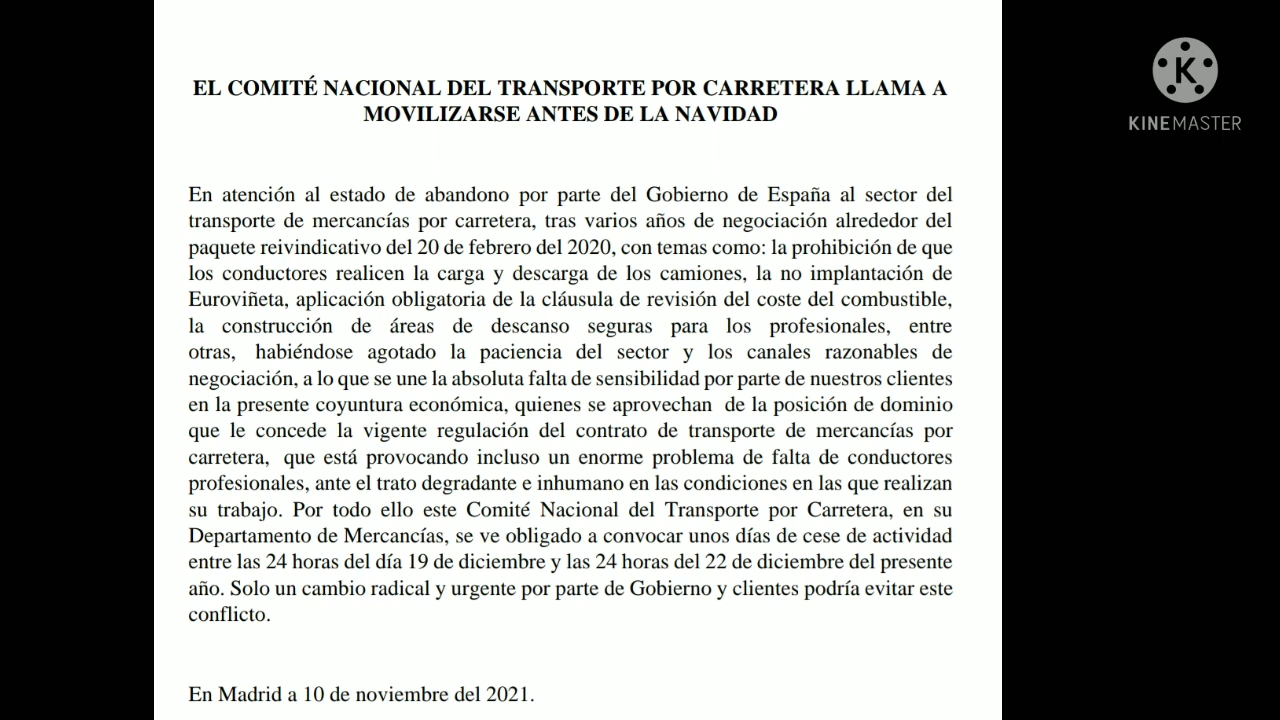 EL COMITÉ NACIONAL DEL TRANSPORTE POR CARRETERA LLAMA A
MOVILIZARSE ANTES DE LA NAVIDAD
KINEMASTER
En atención al estado de abandono por parte del Gobierno de España al sector del
transporte de mercancías por carretera, tras varios años de negociación alrededor del
paquete reivindicativo del 20 de febrero del 2020, con temas como: la prohibición de que
los conductores realicen la carga y descarga de los camiones, la no implantación de
Euroviñeta, aplicación obligatoria de la cláusula de revisión del coste del combustible,
la construcción de áreas de descanso seguras para los profesionales, entre
otras, habiéndose agotado la paciencia del sector y los canales razonables de
negociación, a lo que se une la absoluta falta de sensibilidad por parte de nuestros clientes
en la presente coyuntura económica, quienes se aprovechan de la posición de dominio
que le concede la vigente regulación del contrato de transporte de mercancías por
carretera, que está provocando incluso un enorme problema de falta de conductores
profesionales, ante el trato degradante e inhumano en las condiciones en las que realizan
su trabajo. Por todo ello este Comité Nacional del Transporte por Carretera, en su
Departamento de Mercancías, se ve obligado a convocar unos días de cese de actividad
entre las 24 horas del día 19 de diciembre y las 24 horas del 22 de diciembre del presente
año. Solo un cambio radical y urgente por parte de Gobierno y clientes podría evitar este
conflicto.
En Madrid a 10 de noviembre del 2021.